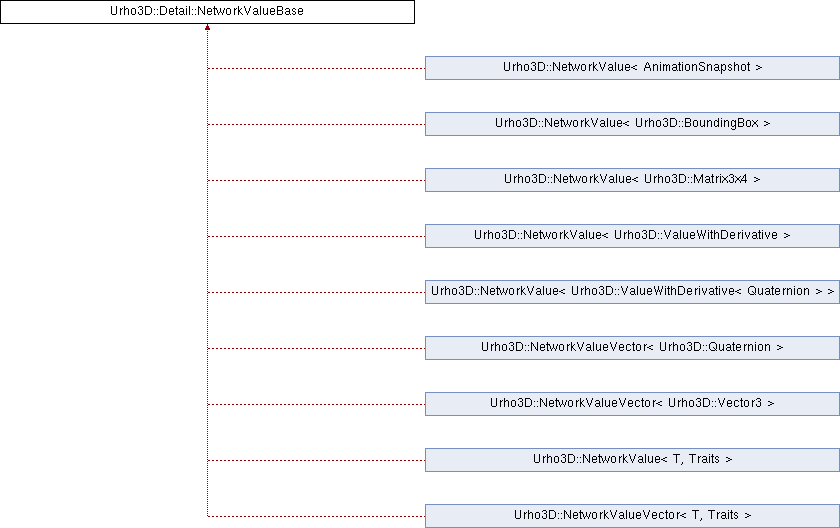 Urho3D::Detail::NetworkValueBase
Urho3D::NetworkValue< AnimationSnapshot >
Urho3D::NetworkValue< Urho3D::BoundingBox >
Urho3D::NetworkValue< Urho3D::Matrix3x4 >
Urho3D::NetworkValue< Urho3D::ValueWithDerivative >
Urho3D::NetworkValue< Urho3D::ValueWithDerivative< Quaternion > >
Urho3D::NetworkValueVector< Urho3D::Quaternion >
Urho3D::NetworkValueVector< Urho3D::Vector3 >
Urho3D::NetworkValue< T, Traits >
Urho3D::NetworkValueVector< T, Traits >